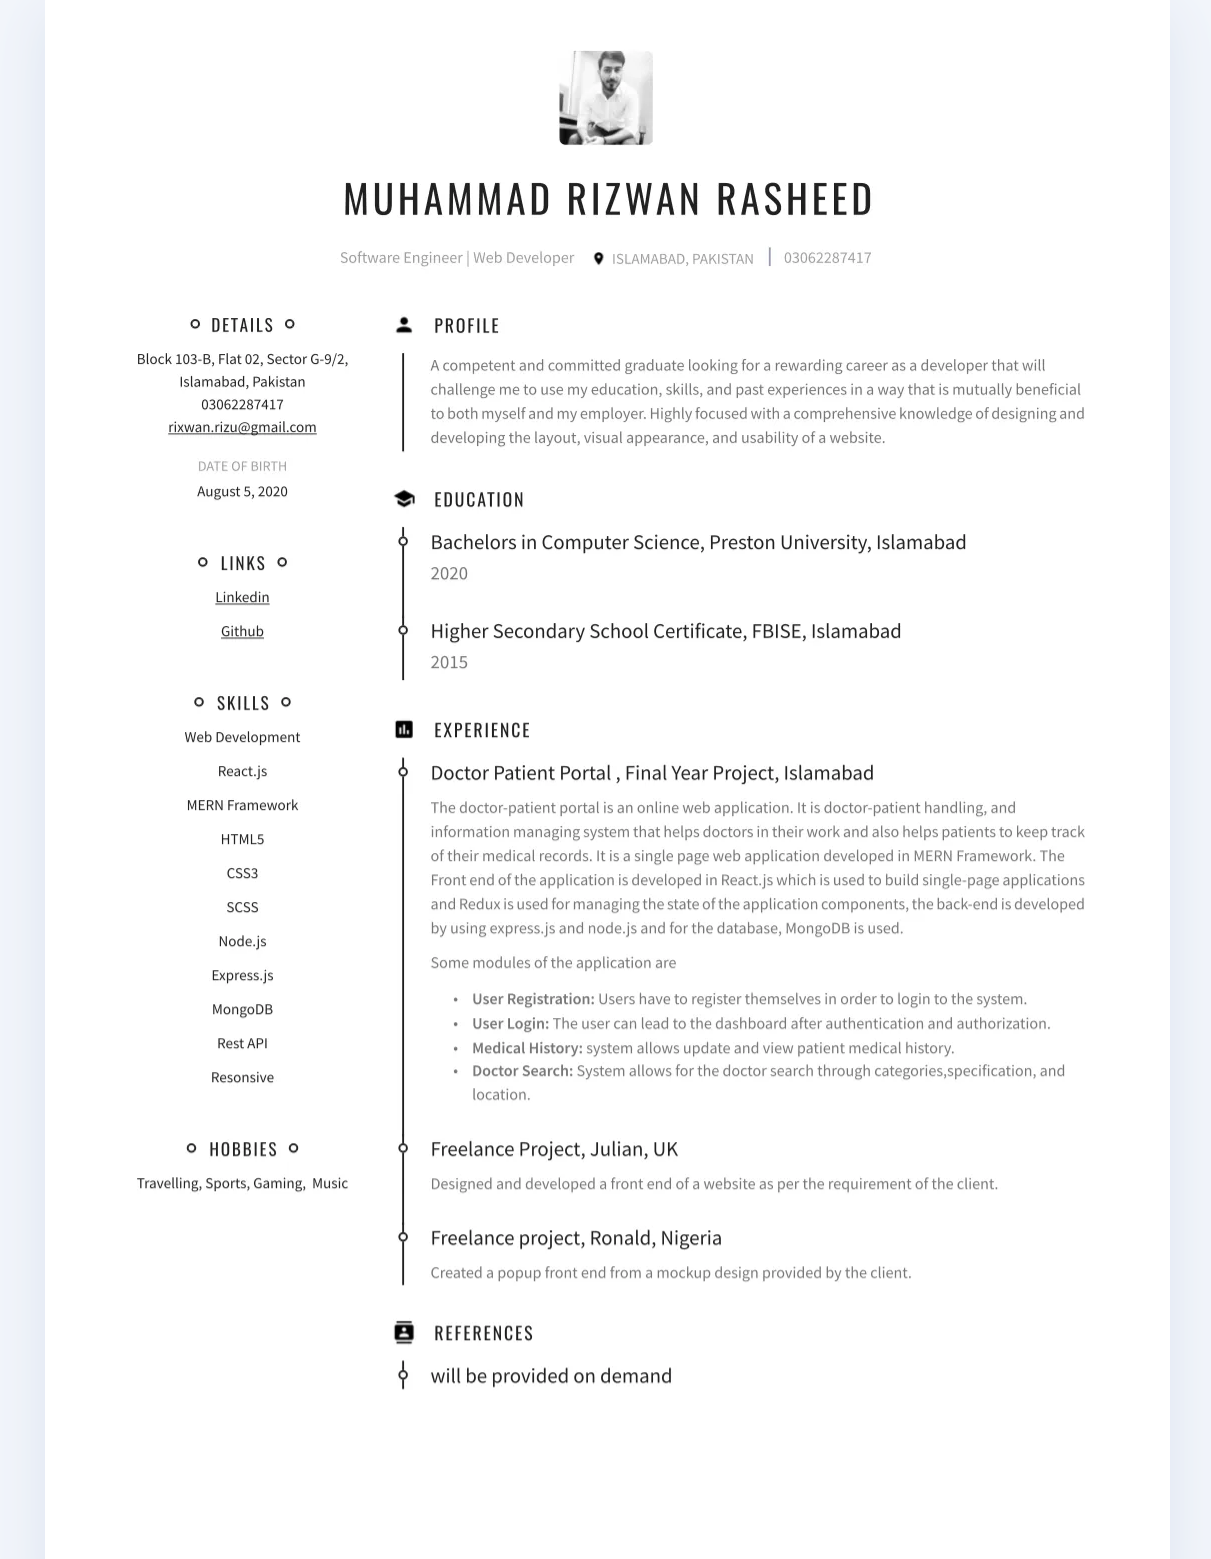 MUHAMMAD RIZWAN RASHEED
Software Engineer | Web Developer ISLAMABAD, PAKISTAN | 03062287417
DETAILS
Block 103-B, Flat 02, Sector G-9/2,
Islamabad, Pakistan
03062287417
rixwan.rizu@gmail.com
DATE OF BIRTH
August 5, 2020
LINKS
Linkedin
Github
SKILLS
Web Development
React.js
MERN Framework
HTML5
CSS3
SCSS
Node.js
Express.js
MongoDB
Rest API
Resonsive
HOBBIES
Travelling, Sports, Gaming, Music
PROFILE
A competent and committed graduate looking for a rewarding career as a developer that will
challenge me to use my education, skills, and past experiences in a way that is mutually beneficial
to both myself and my employer. Highly focused with a comprehensive knowledge of designing and
developing the layout, visual appearance, and usability of a website.
EDUCATION
Bachelors in Computer Science, Preston University, Islamabad
2020
Higher Secondary School Certificate, FBISE, Islamabad
2015
EXPERIENCE
Doctor Patient Portal , Final Year Project, Islamabad
The doctor-patient portal is an online web application. It is doctor-patient handling, and
information managing system that helps doctors in their work and also helps patients to keep track
of their medical records. It is a single page web application developed in MERN Framework. The
Front end of the application is developed in React.js which is used to build single-page applications
and Redux is used for managing the state of the application components, the back-end is developed
by using express.js and node.js and for the database, MongoDB is used.
Some modules of the application are
• User Registration: Users have to register themselves in order to login to the system.
• User Login: The user can lead to the dashboard after authentication and authorization.
• Medical History: system allows update and view patient medical history.
• Doctor Search: System allows for the doctor search through categories,specification, and
location.
Freelance Project, Julian, UK
Designed and developed a front end of a website as per the requirement of the client.
Freelance project, Ronald, Nigeria
Created a popup front end from a mockup design provided by the client.
REFERENCES
will be provided on demand